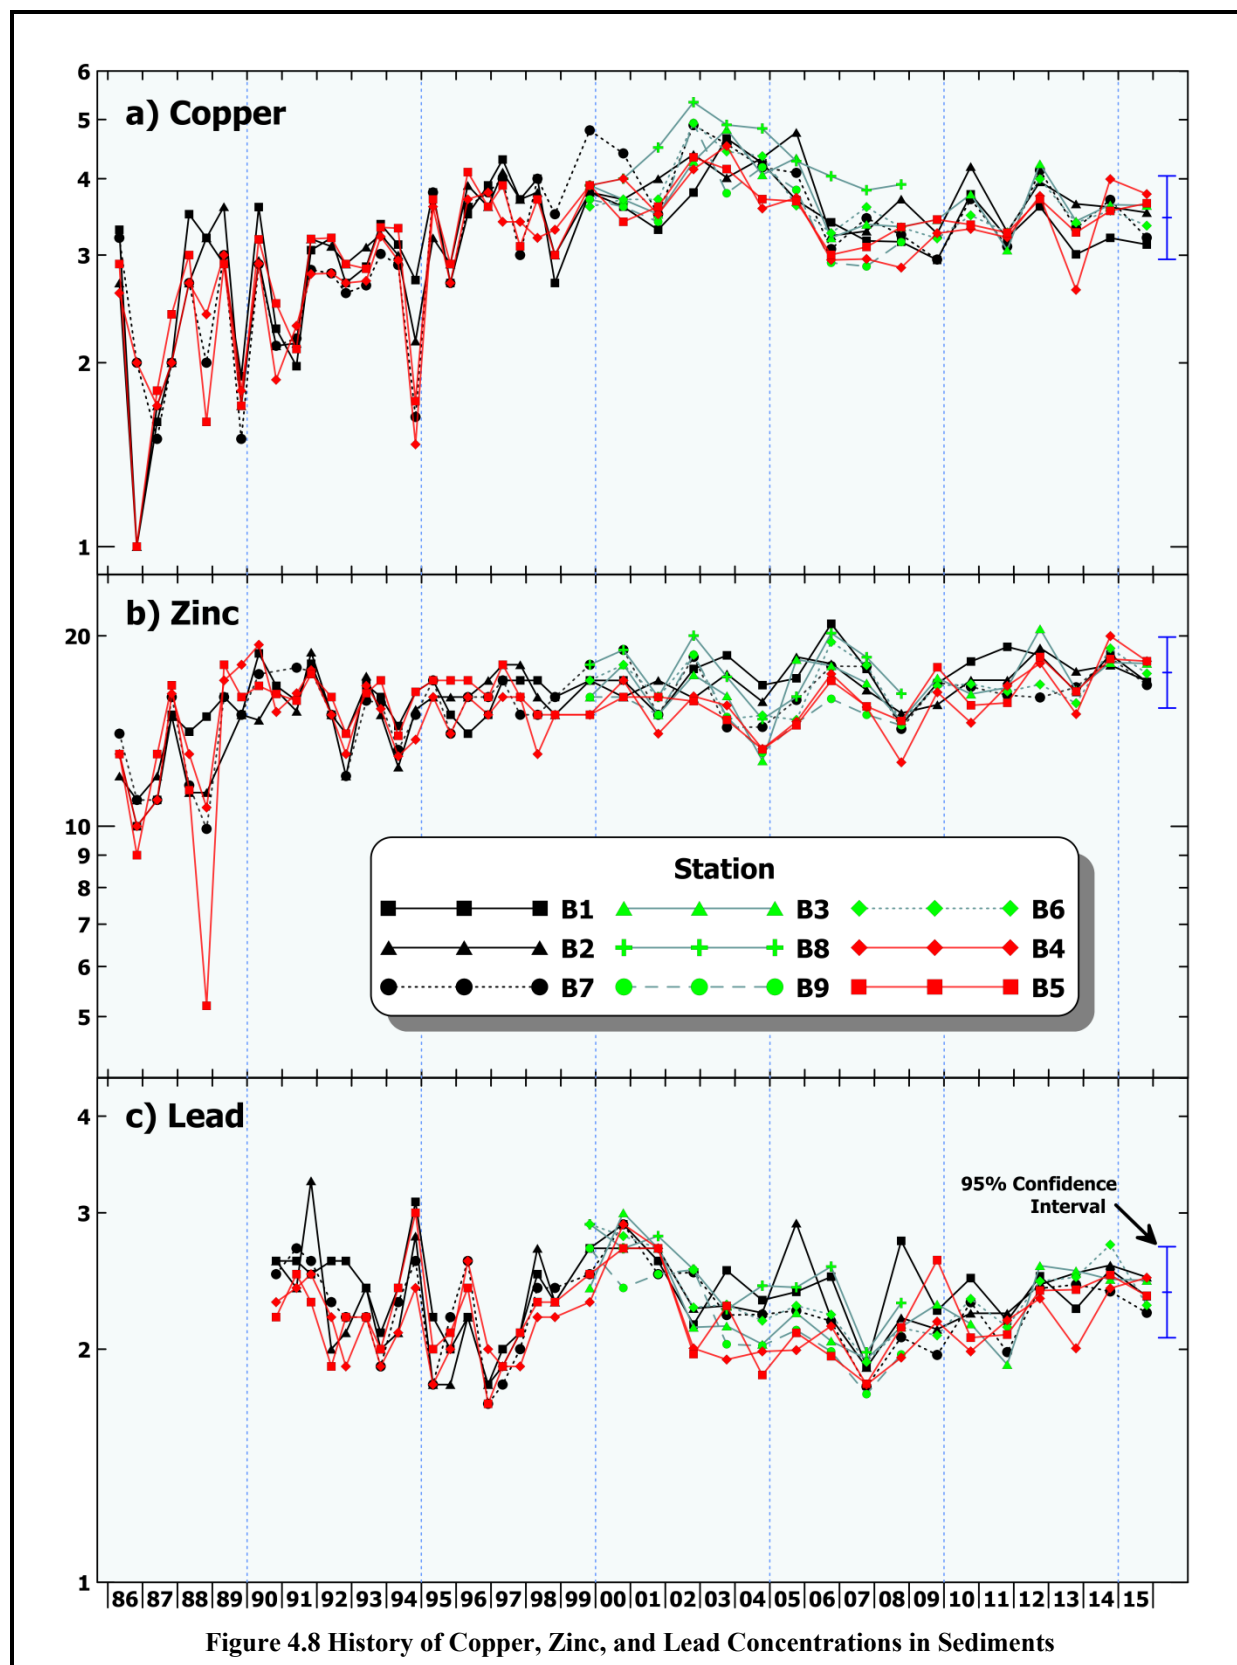 6
a) Copper
5
4
3
2
1
b) Zinc
20
10
9
8
7
6
5
Station
B1 B3 B6
B2 B8 B4
B7 B9 B5
c) Lead
4
3
2
1
95% Confidence
Interval
86 87 88 89 90 91 92 93 94 95 96 97 98 99 00 01 02 03 04 05 06 07 08 09 10 11 12 13 14 15
Figure 4.8 History of Copper, Zinc, and Lead Concentrations in Sediments